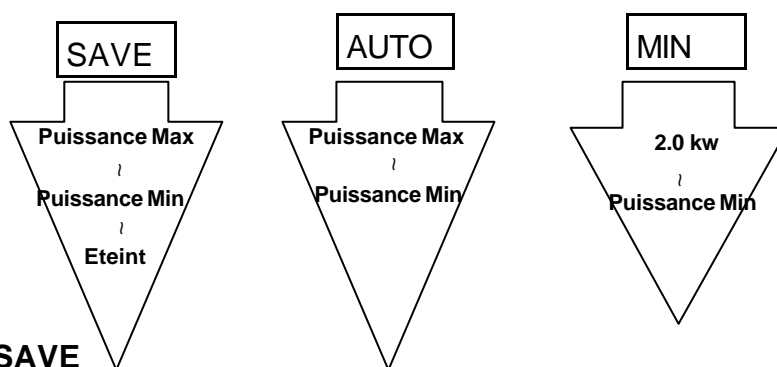 SAVE
Puissance Max
~
Puissance Min
~
Eteint
AUTO
Puissance Max
~
Puissance Min
MIN
2.0 kw
~
Puissance Min
SAVE